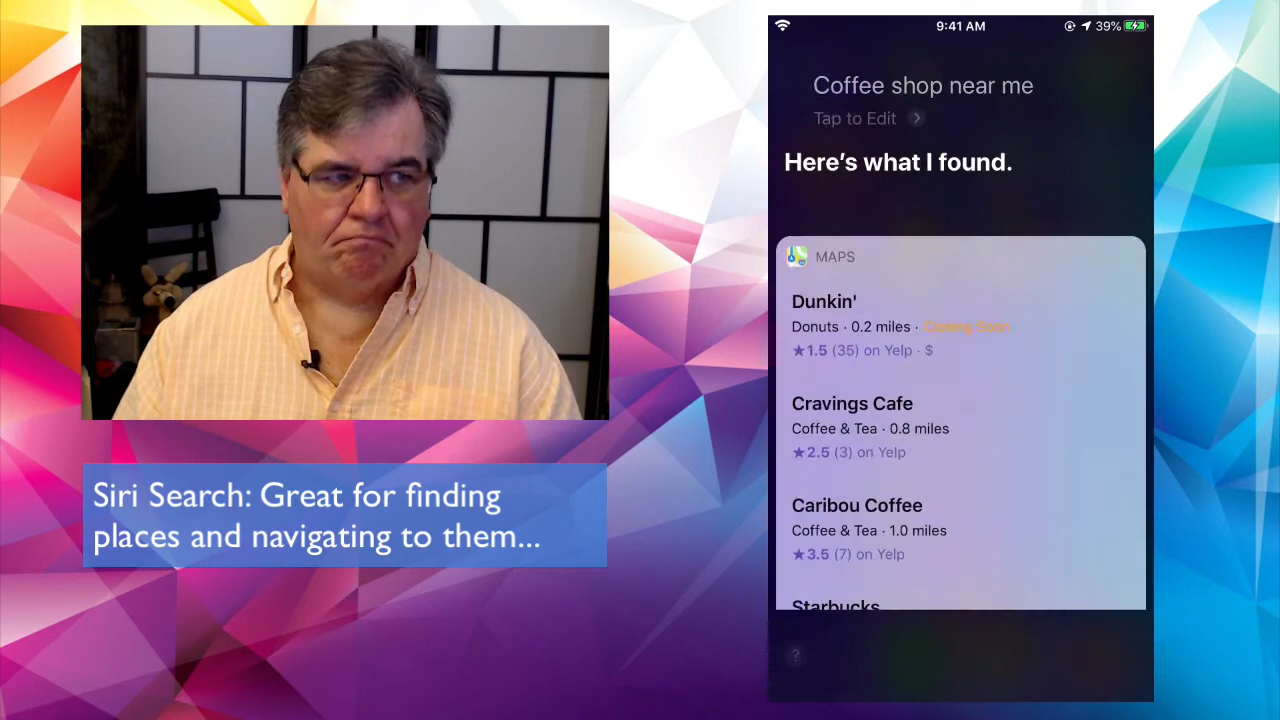 Siri Search: Great for finding
places and navigating to them...
9:41 AM
39%
Coffee shop near me
Tap to Edit
Here's what I found.
MAPS
Dunkin'
Donuts · 0.2 miles · Closing Soon
★1.5 (35) on Yelp · $
Cravings Cafe
Coffee & Tea · 0.8 miles
★2.5 (3) on Yelp
Caribou Coffee
Coffee & Tea · 1.0 miles
★3.5 (7) on Yelp
Starbucks
?